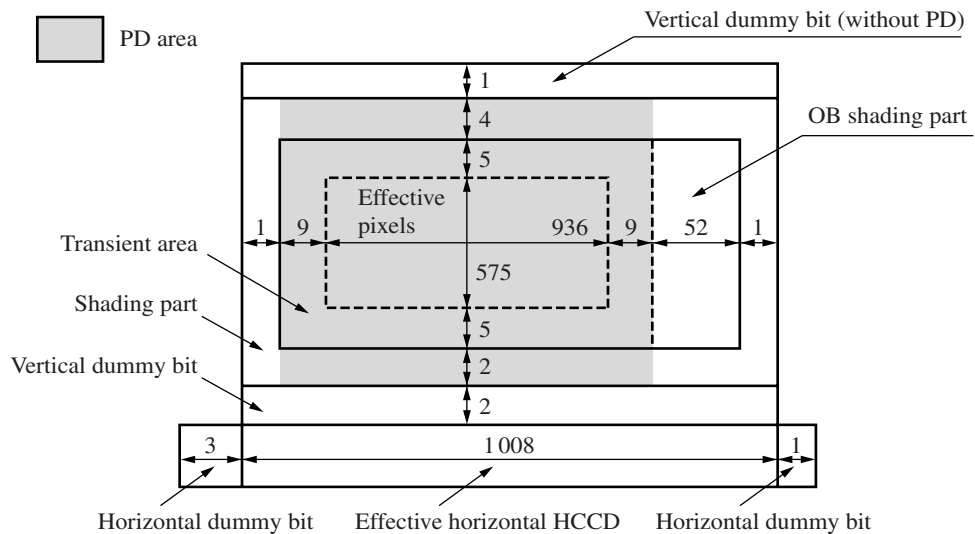 PD area
Vertical dummy bit (without PD)
1
4
OB shading part
5
Effective
pixels
1 9 936 9 52 1
Transient area
575
Shading part
5
Vertical dummy bit
2
2
3 1 008 1
Horizontal dummy bit Effective horizontal HCCD Horizontal dummy bit